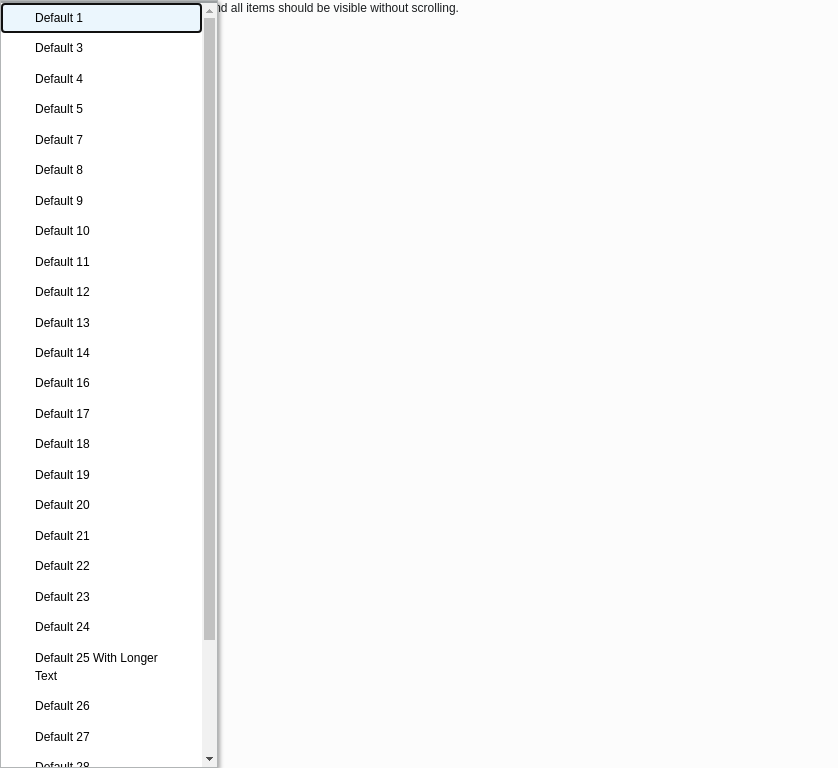 Default 1
nd all items should be visible without scrolling.
Default 3
Default 4
Default 5
Default 7
Default 8
Default 9
Default 10
Default 11
Default 12
Default 13
Default 14
Default 16
Default 17
Default 18
Default 19
Default 20
Default 21
Default 22
Default 23
Default 24
Default 25 With Longer
Text
Default 26
Default 27
Default 28